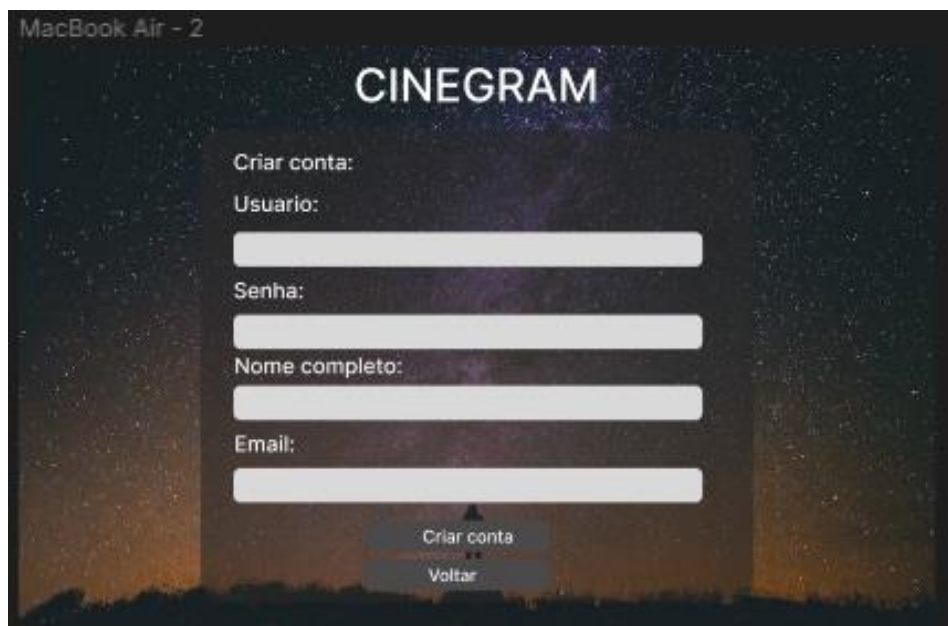 MacBook Air - 2
CINEGRAM
Criar conta:
Usuario:
Senha:
Nome completo:
Email:
Criar conta
Voltar